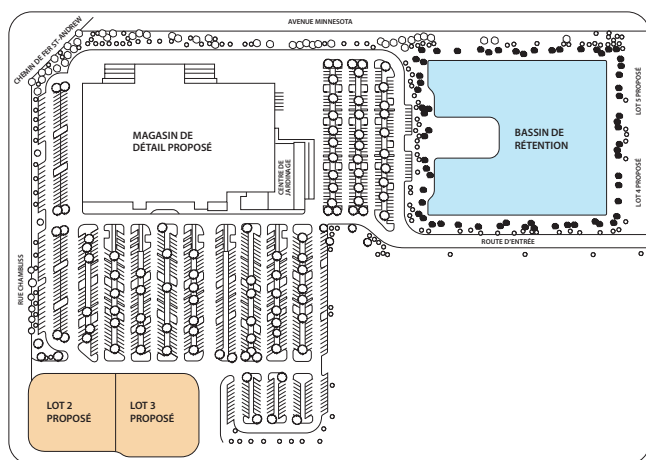 AVENUE MINNESOTA
CHEMIN DE FER ST-ANDREW
MAGASIN DE
DÉTAIL PROPOSÉ
CENTRE DE
JARDINAGE
BASSIN DE
RÉTENTION
LOT 5 PROPOSÉ
LOT 4 PROPOSÉ
ROUTE D'ENTRÉE
RUE CHAMBLISS
LOT 2
PROPOSÉ
LOT 3
PROPOSÉ